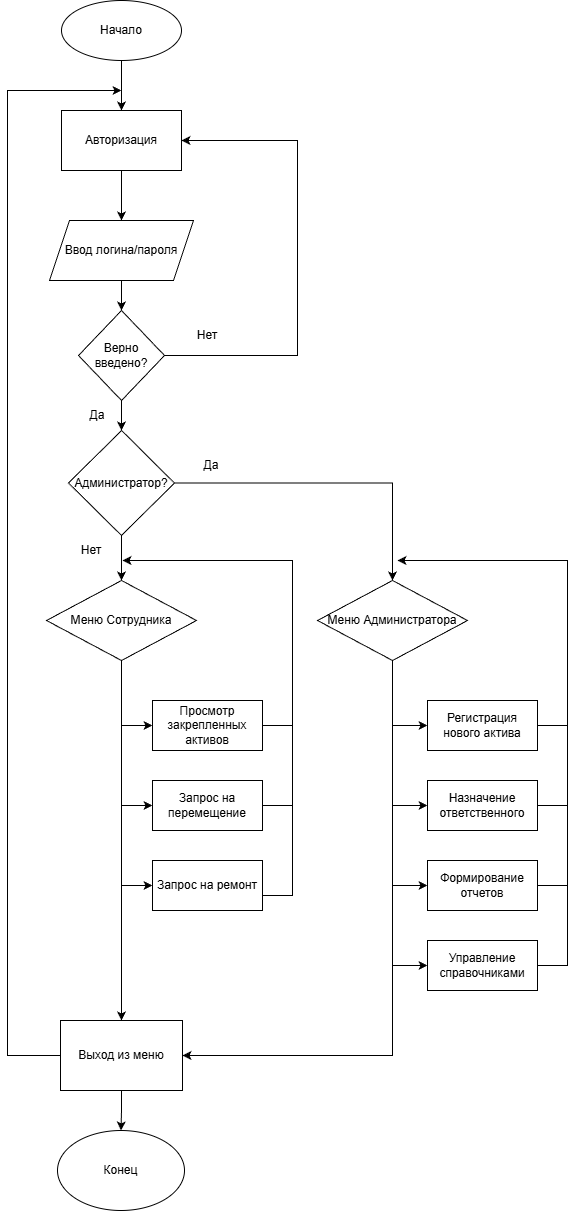 Начало
Авторизация
Ввод логина/пароля
Верно
введено?
Нет
Да
Администратор?
Да
Нет
Меню Сотрудника
Меню Администратора
Просмотр
закрепленных
активов
Регистрация
нового актива
Запрос на
перемещение
Назначение
ответственного
Запрос на ремонт
Формирование
отчетов
Управление
справочниками
Выход из меню
Конец